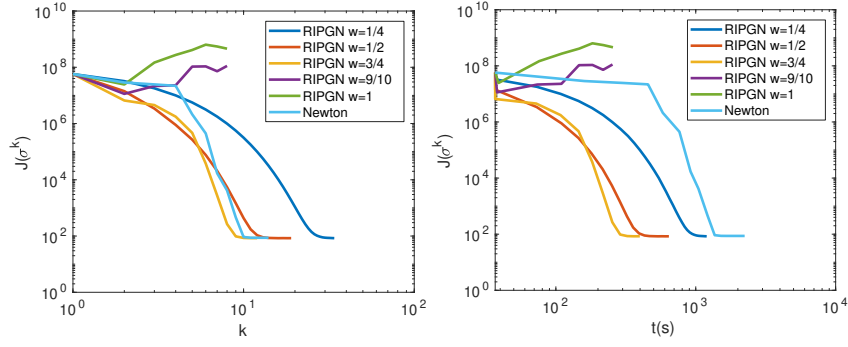 10^10
10^8
10^6
10^4
10^2
10^0
J(σ^k)
10^0
10^1
10^2
k
RIPGN w=1/4
RIPGN w=1/2
RIPGN w=3/4
RIPGN w=9/10
RIPGN w=1
Newton
10^10
10^8
10^6
10^4
10^2
10^0
J(σ^k)
10^2
10^3
10^4
t(s)
RIPGN w=1/4
RIPGN w=1/2
RIPGN w=3/4
RIPGN w=9/10
RIPGN w=1
Newton